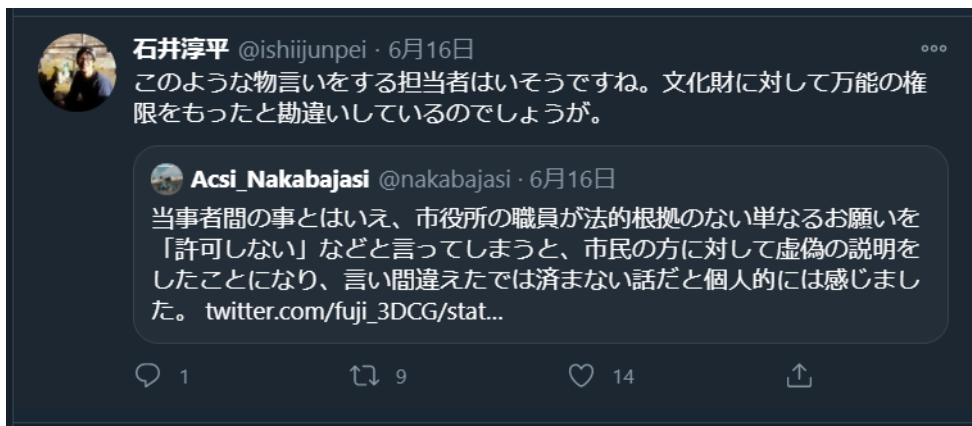 石井淳平 @ishiijunpei · 6月16日
このような物言いをする担当者はいそうですね。文化財に対して万能の権
限をもったと勘違いしているのでしょうが。
Acsi_Nakabajasi @nakabajasi · 6月16日
当事者間の事とはいえ、市役所の職員が法的根拠のない単なるお願いを
「許可しない」などと言ってしまうと、市民の方に対して虚偽の説明を
したことになり、言い間違えたでは済まない話だと個人的には感じまし
た。 twitter.com/fuji_3DCG/stat...
1 9 14